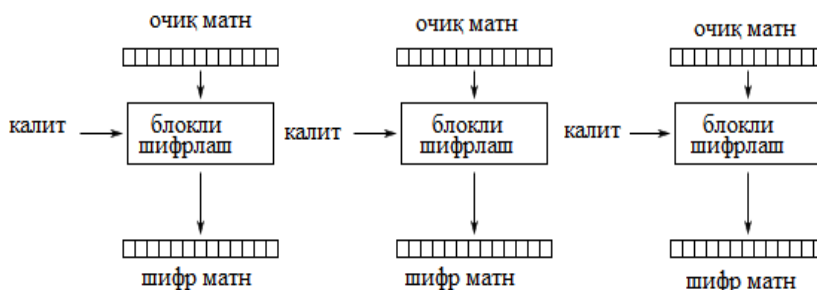 очиқ матн
очиқ матн
очиқ матн
калит
блокли
шифрлаш
калит
блокли
шифрлаш
калит
блокли
шифрлаш
шифр матн
шифр матн
шифр матн